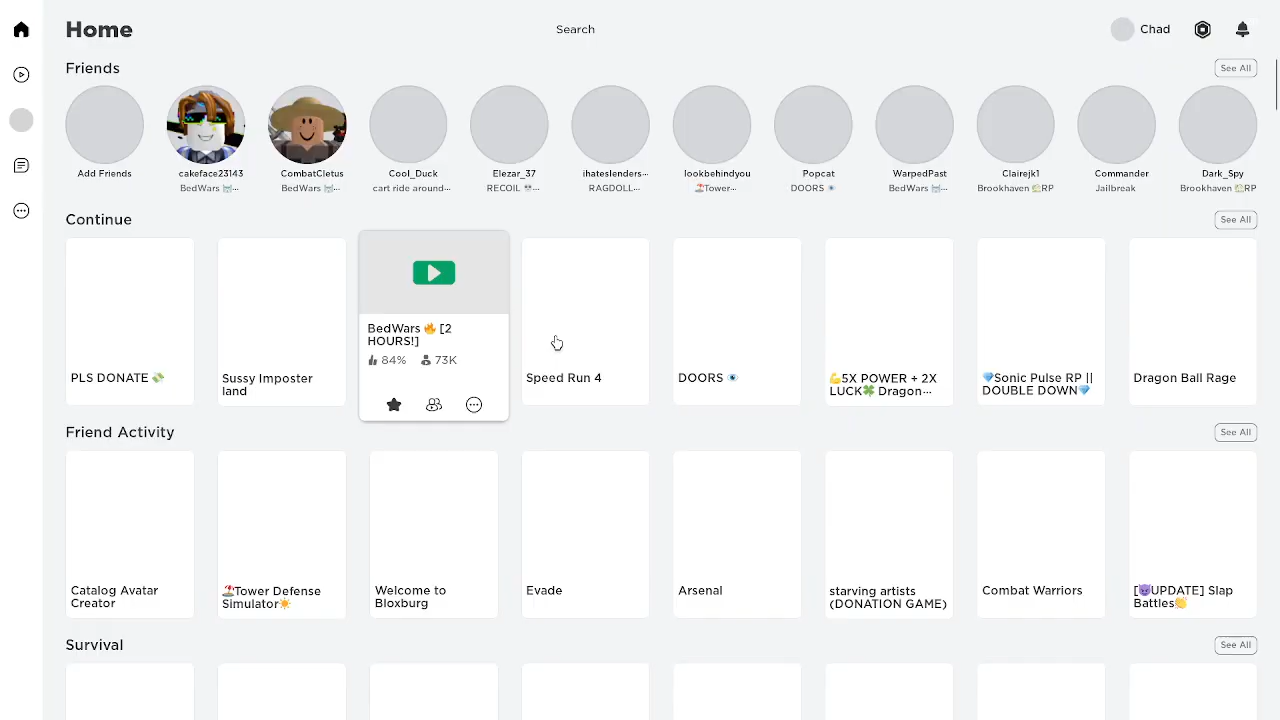 Home
Search
Chad
Friends
See All
Add Friends
cakeface23143
CombatCletus
Cool_Duck
Elezar_37
ihateslenders···
lookbehindyou
Popcat
WarpedPast
Clairejk1
Commander
Dark_Spy
BedWars 🛏️···
BedWars 🛏️···
cart ride around···
RECOIL 💀···
RAGDOLL···
⛱️Tower···
DOORS 👁️
BedWars 🛏️···
Brookhaven 🏡RP
Jailbreak
Brookhaven 🏡RP
Continue
See All
PLS DONATE 💸
Sussy Imposter
land
BedWars 🔥 [2
HOURS!]
84% 73K
Speed Run 4
DOORS 👁️
💪5X POWER + 2X
LUCK🍀 Dragon···
💎Sonic Pulse RP ||
DOUBLE DOWN💎
Dragon Ball Rage
Friend Activity
See All
Catalog Avatar
Creator
⛱️Tower Defense
Simulator☀️
Welcome to
Bloxburg
Evade
Arsenal
starving artists
(DONATION GAME)
Combat Warriors
[😈UPDATE] Slap
Battles👏
Survival
See All